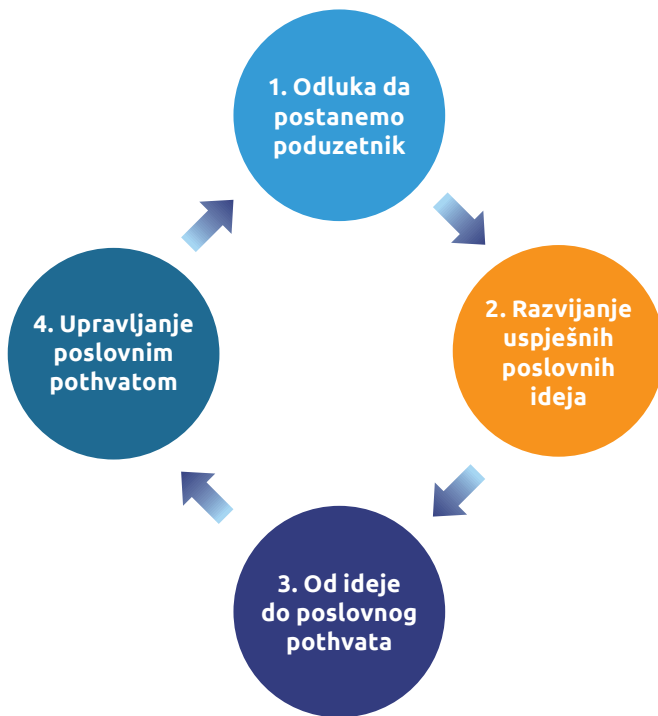 1. Odluka da
postanemo
poduzetnik
2. Razvijanje
uspješnih
poslovnih
ideja
3. Od ideje
do poslovnog
pothvata
4. Upravljanje
poslovnim
pothvatom